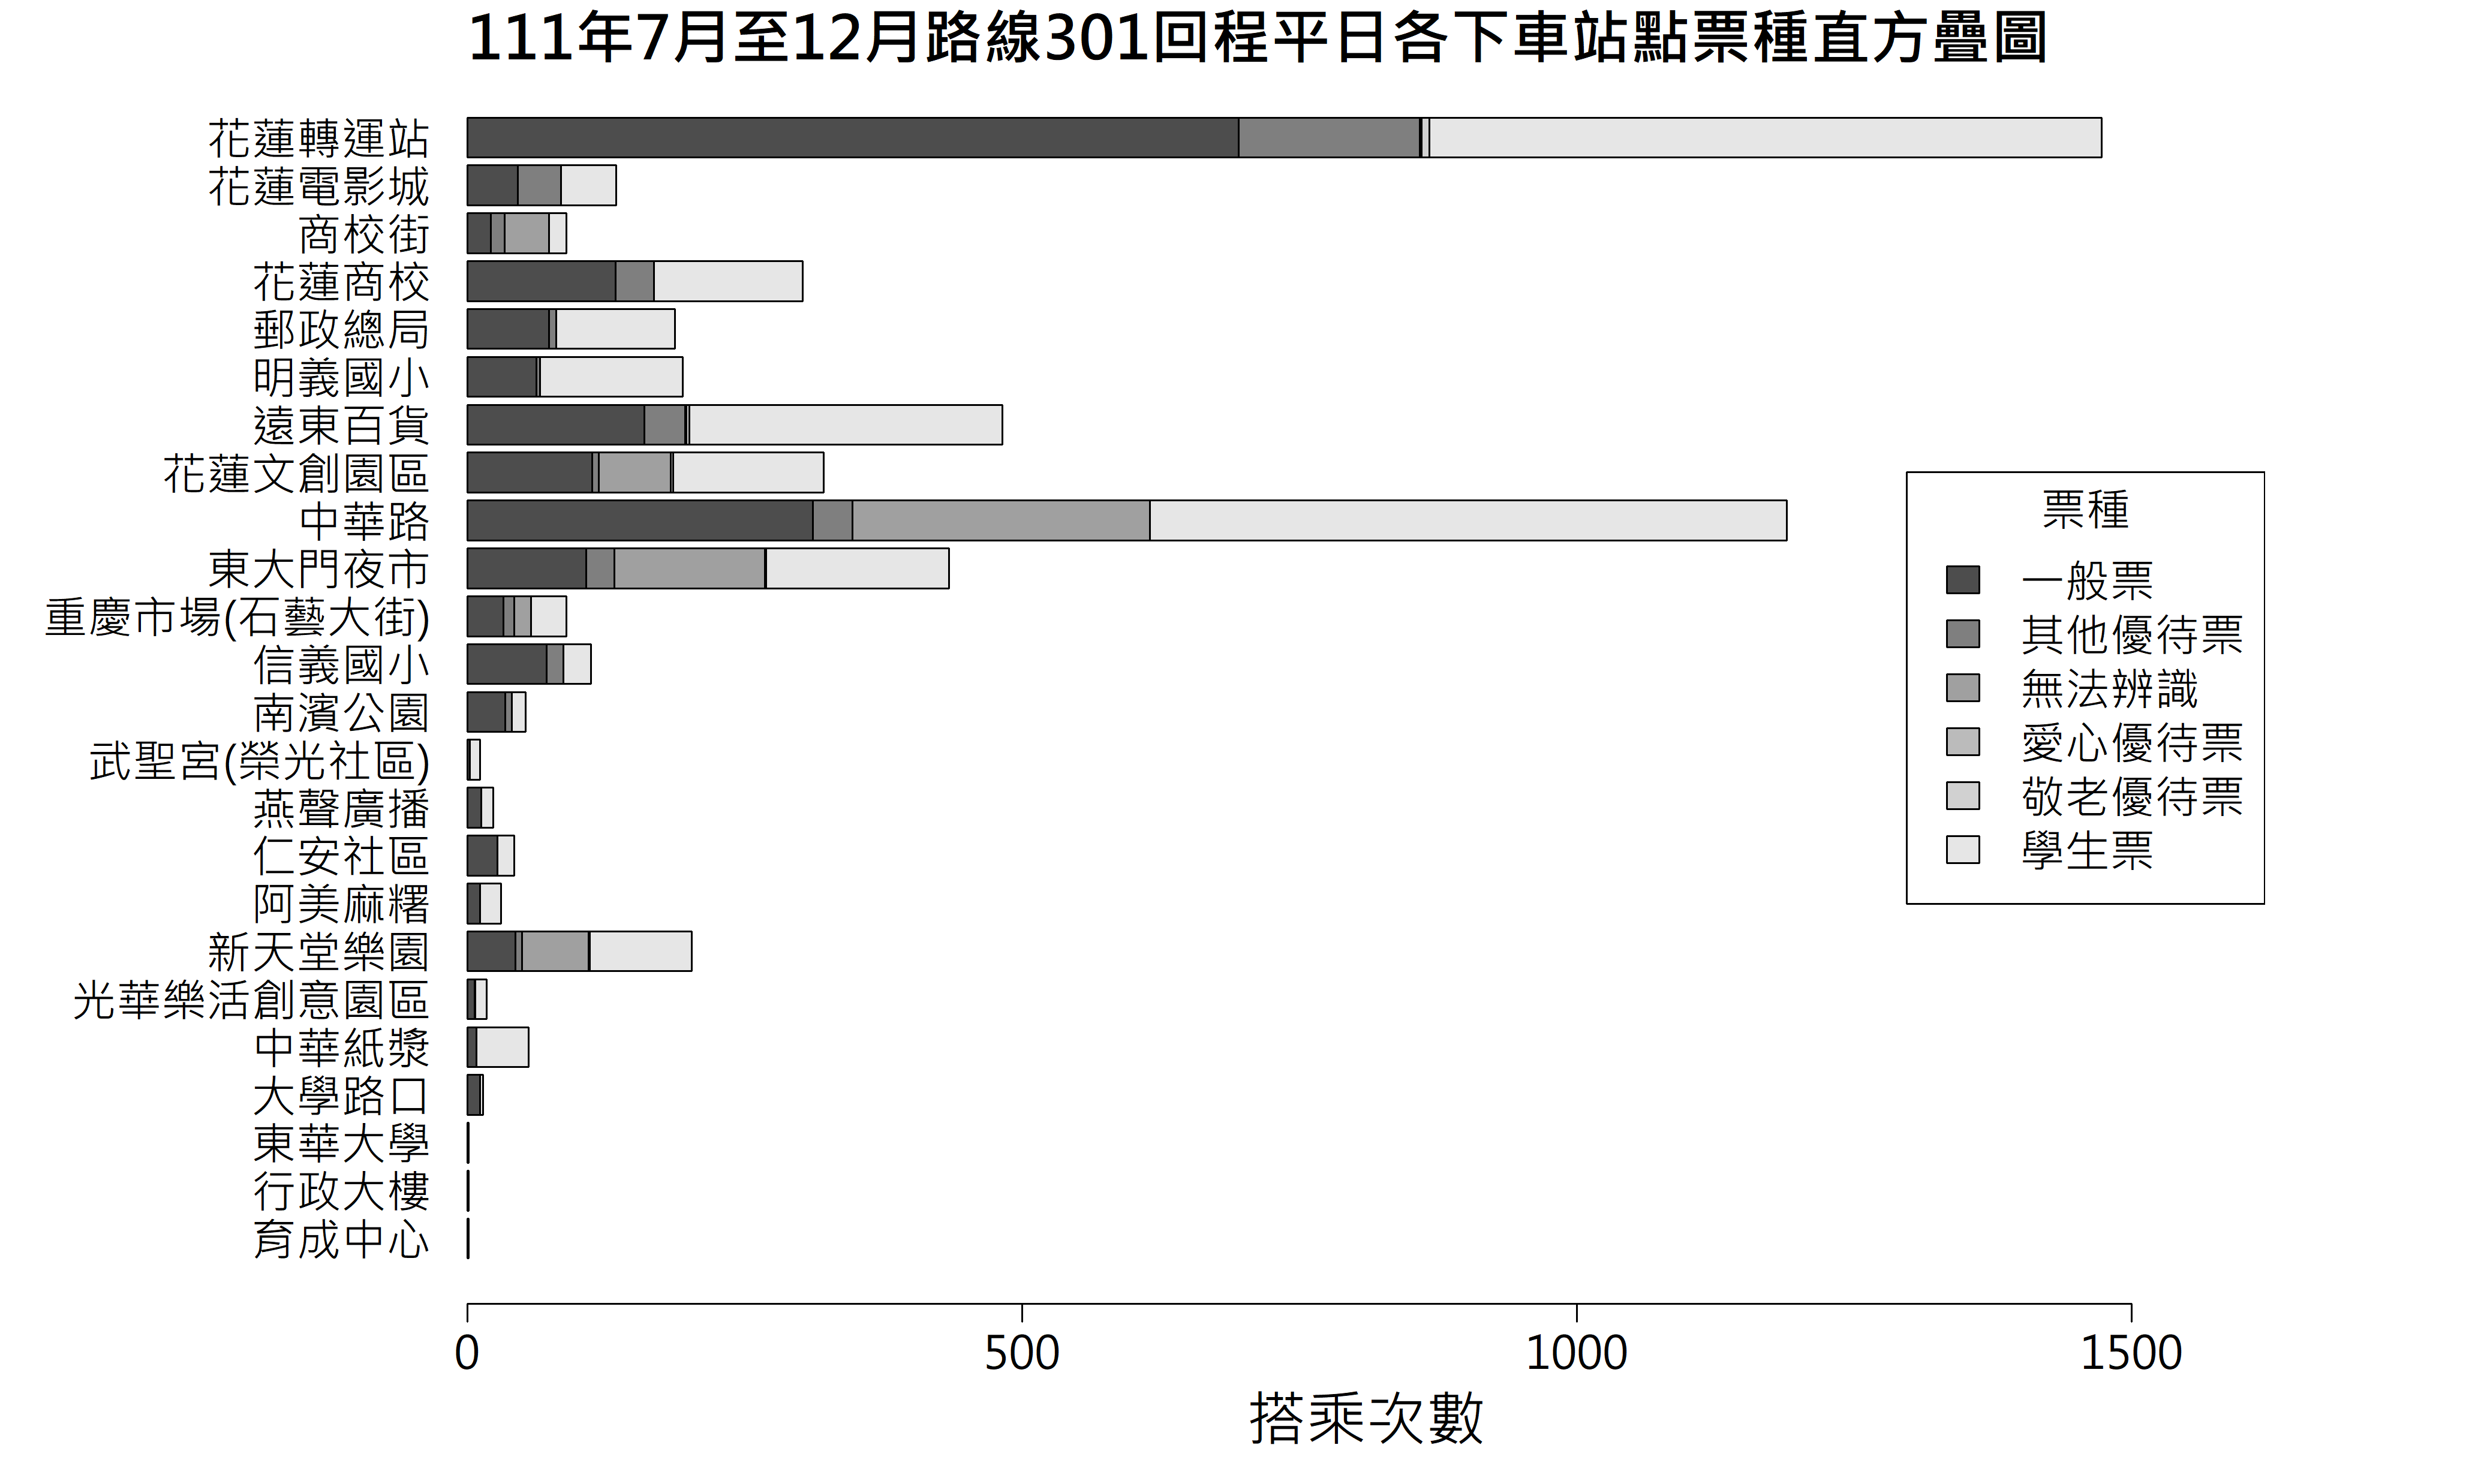 111年7月至12月路線301回程平日各下車站點票種直方疊圖
花蓮轉運站
花蓮電影城
商校街
花蓮商校
郵政總局
明義國小
遠東百貨
花蓮文創園區
中華路
東大門夜市
重慶市場(石藝大街)
信義國小
南濱公園
武聖宮(榮光社區)
燕聲廣播
仁安社區
阿美麻糬
新天堂樂園
光華樂活創意園區
中華紙漿
大學路口
東華大學
行政大樓
育成中心
票種
一般票
其他優待票
無法辨識
愛心優待票
敬老優待票
學生票
0 500 1000 1500
搭乘次數